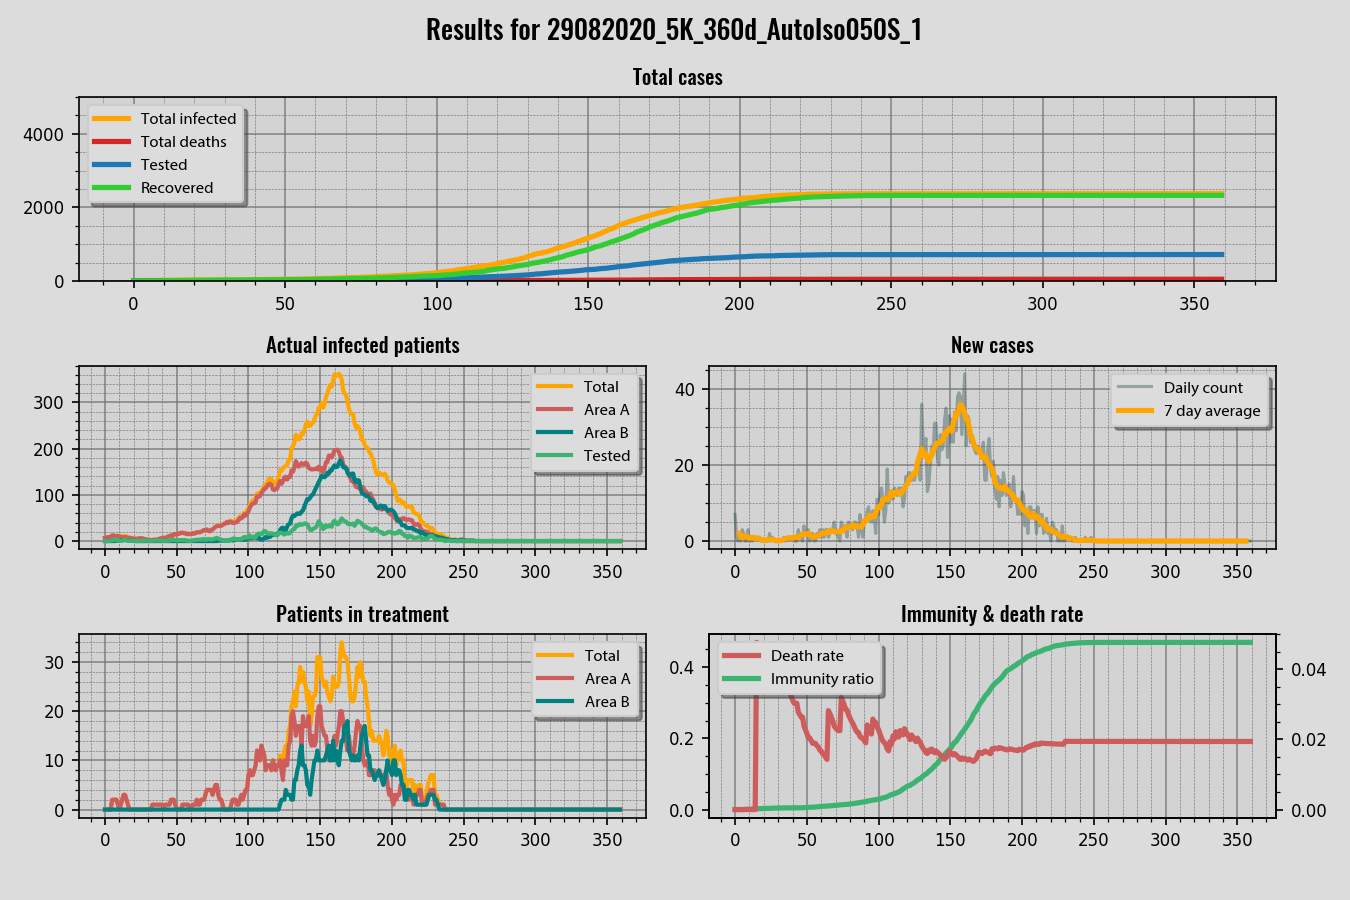 Results for 29082020_5K_360d_AutoIso050S_1
Total cases
Total infected
Total deaths
Tested
Recovered
4000
2000
0
0 50 100 150 200 250 300 350
Actual infected patients
Total
Area A
Area B
Tested
300
200
100
0
0 50 100 150 200 250 300 350
New cases
Daily count
7 day average
40
20
0
0 50 100 150 200 250 300 350
Patients in treatment
Total
Area A
Area B
30
20
10
0
0 50 100 150 200 250 300 350
Immunity & death rate
Death rate
Immunity ratio
0.4
0.2
0.0
0.04
0.02
0.00
0 50 100 150 200 250 300 350